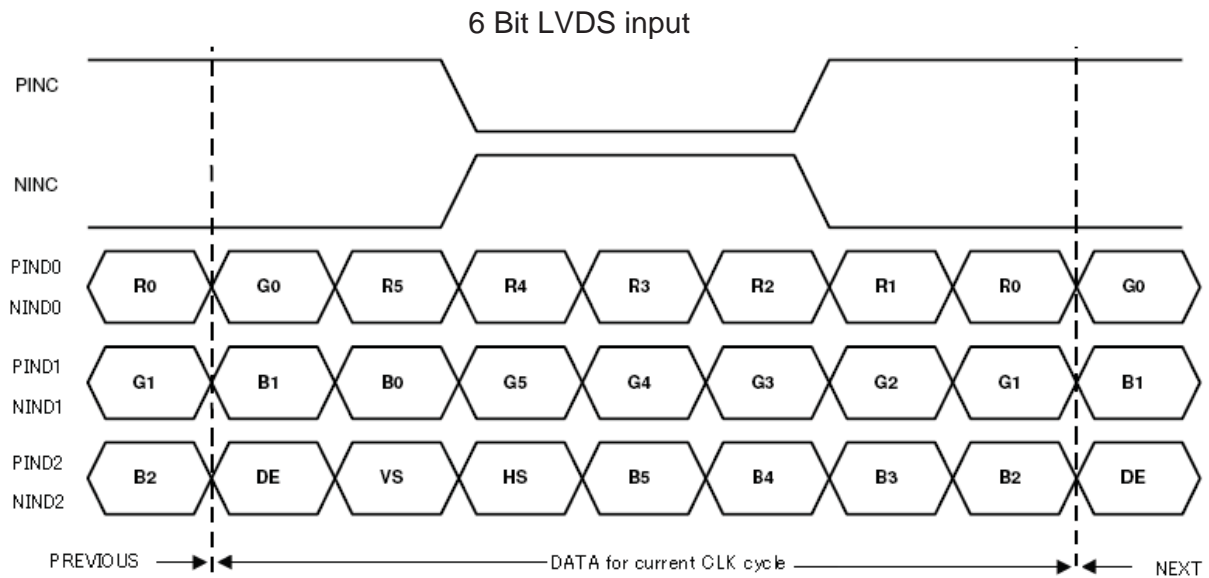 6 Bit LVDS input
PINC
NINC
PIND0
NIND0
R0 G0 R5 R4 R3 R2 R1 R0 G0
PIND1
NIND1
G1 B1 B0 G5 G4 G3 G2 G1 B1
PIND2
NIND2
B2 DE VS HS B5 B4 B3 B2 DE
PREVIOUS DATA for current CLK cycle NEXT